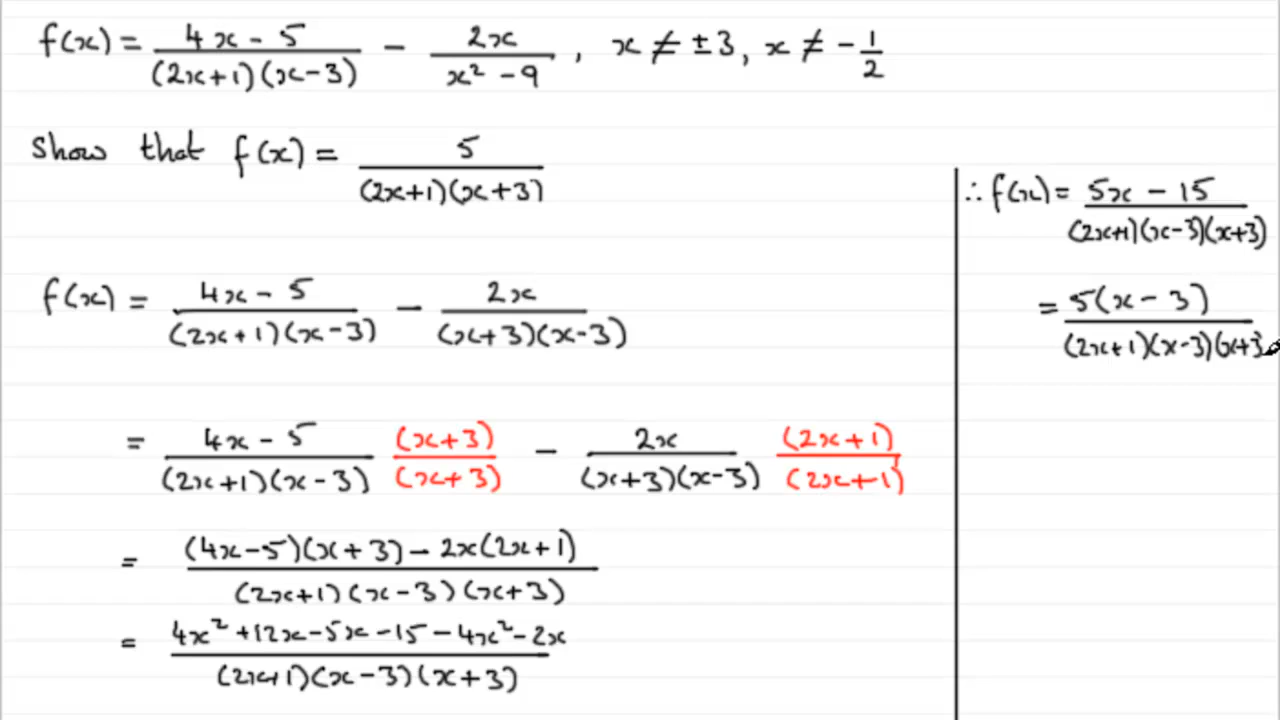 f(x) = (4x - 5)/((2x+1)(x-3)) - 2x/(x² - 9), x ≠ ±3, x ≠ -1/2
Show that f(x) = 5/((2x+1)(x+3))
f(x) = (4x - 5)/((2x+1)(x-3)) - 2x/((x+3)(x-3))
= (4x - 5)/((2x+1)(x-3)) (x+3)/(x+3) - 2x/((x+3)(x-3)) (2x+1)/(2x+1)
= ((4x-5)(x+3) - 2x(2x+1))/((2x+1)(x-3)(x+3))
= (4x² + 12x - 5x - 15 - 4x² - 2x)/((2x+1)(x-3)(x+3))
∴ f(x) = (5x - 15)/((2x+1)(x-3)(x+3))
= 5(x - 3)/((2x+1)(x-3)(x+3